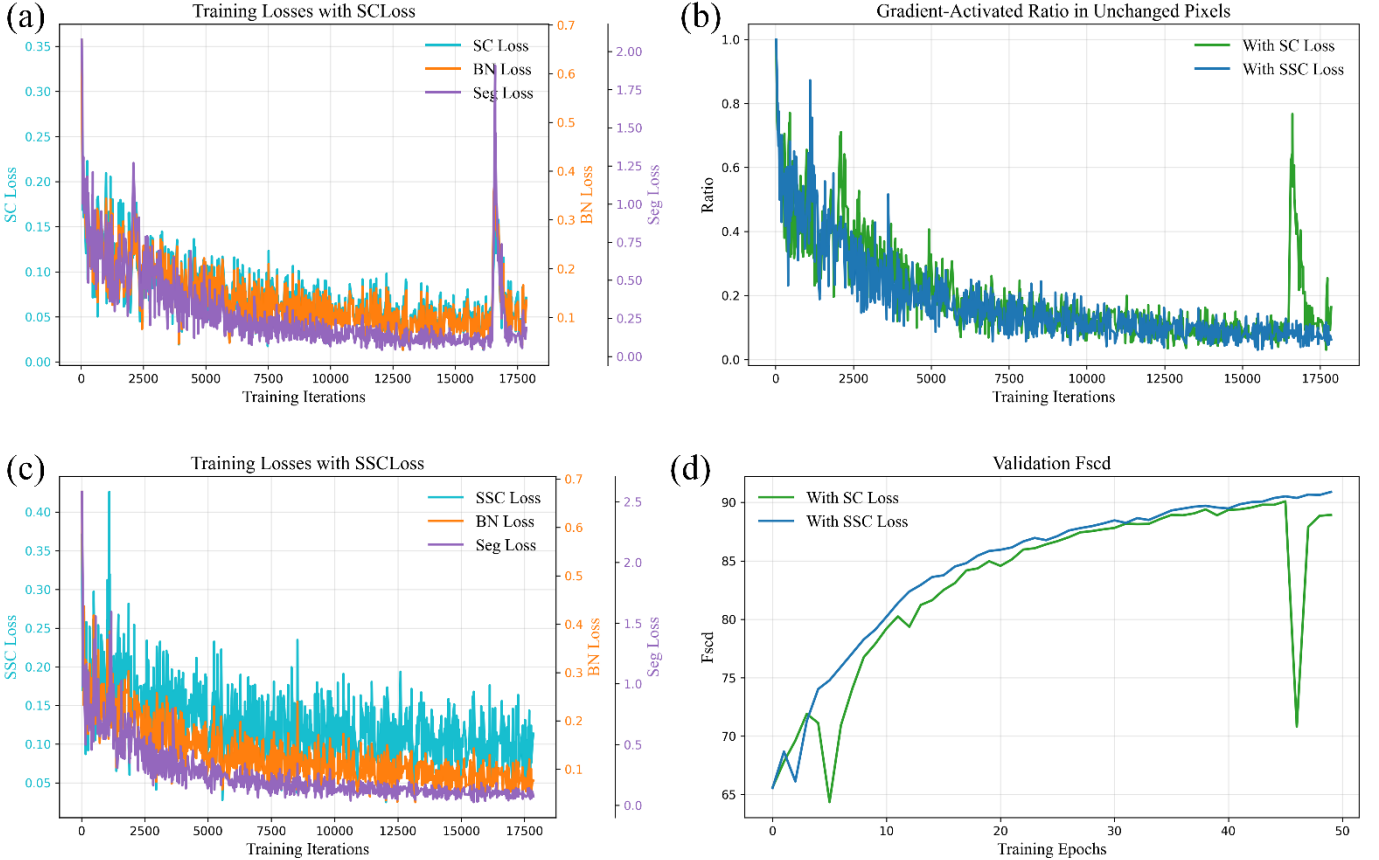 (a)
Training Losses with SCLoss
SC Loss
BN Loss
Seg Loss
0.35
0.30
0.25
0.20
0.15
0.10
0.05
0.00
SC Loss
0.7
0.6
0.5
0.4
0.3
0.2
0.1
BN Loss
2.00
1.75
1.50
1.25
1.00
0.75
0.50
0.25
0.00
Seg Loss
0 2500 5000 7500 10000 12500 15000 17500
Training Iterations
(b)
Gradient-Activated Ratio in Unchanged Pixels
With SC Loss
With SSC Loss
1.0
0.8
0.6
0.4
0.2
0.0
Ratio
0 2500 5000 7500 10000 12500 15000 17500
Training Iterations
(c)
Training Losses with SSCLoss
SSC Loss
BN Loss
Seg Loss
0.40
0.35
0.30
0.25
0.20
0.15
0.10
0.05
SSC Loss
0.7
0.6
0.5
0.4
0.3
0.2
0.1
BN Loss
2.5
2.0
1.5
1.0
0.5
0.0
Seg Loss
0 2500 5000 7500 10000 12500 15000 17500
Training Iterations
(d)
Validation Fscd
With SC Loss
With SSC Loss
90
85
80
75
70
65
Fscd
0 10 20 30 40 50
Training Epochs